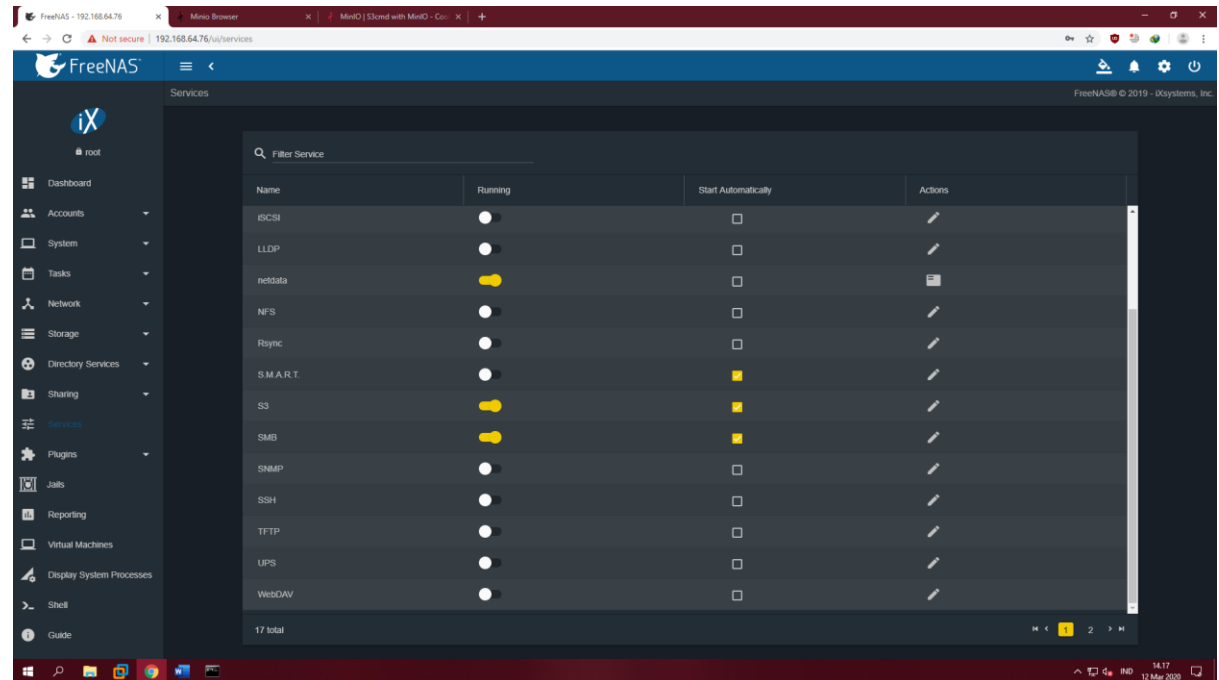 FreeNAS - 192.168.64.76
Minio Browser
MinIO | S3cmd with MinIO - Coo
Not secure | 192.168.64.76/ui/services
FreeNAS®
Services
FreeNAS® © 2019 - iXsystems, Inc.
iX
root
Filter Service
Dashboard
Name Running Start Automatically Actions
Accounts
iSCSI
System
LLDP
Tasks
netdata
Network
NFS
Storage
Rsync
Directory Services
S.M.A.R.T.
Sharing
S3
Services
SMB
Plugins
SNMP
Jails
SSH
Reporting
TFTP
Virtual Machines
UPS
Display System Processes
WebDAV
Shell
17 total 1 2
Guide
IND
14.17
12 Mar 2020